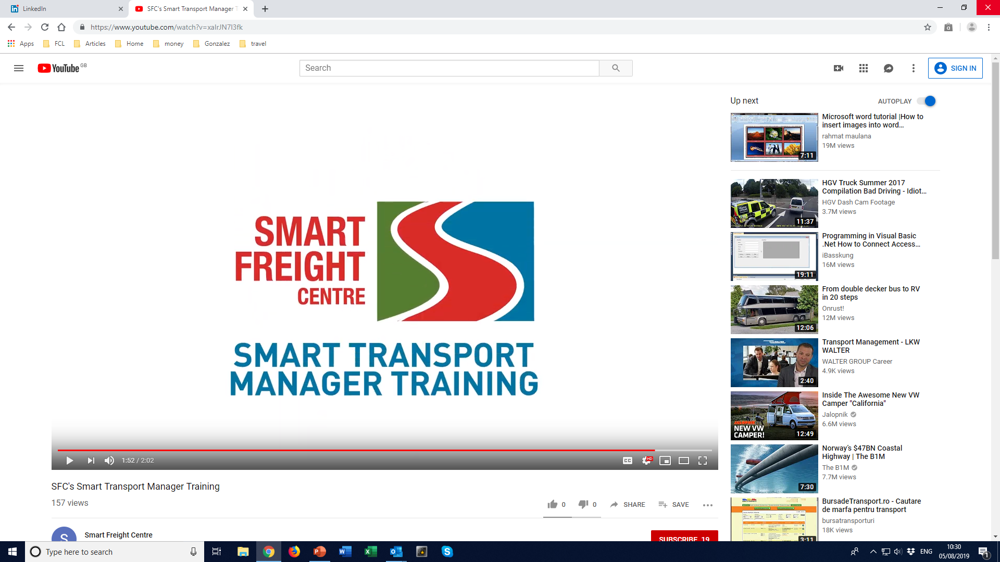 LinkedIn
SFC's Smart Transport Manager T
https://www.youtube.com/watch?v=xaIrJN7I3fk
Apps FCL Articles Home money Gonzalez travel
YouTube GB
Search
SIGN IN
SMART
FREIGHT
CENTRE
SMART TRANSPORT
MANAGER TRAINING
1:52 / 2:02
CC
HD
SFC's Smart Transport Manager Training
157 views
0 0 SHARE SAVE
S
Smart Freight Centre
SUBSCRIBE 19
Up next
AUTOPLAY
7:11
Microsoft word tutorial |How to
insert images into word...
rahmat maulana
19M views
11:37
HGV Truck Summer 2017
Compilation Bad Driving - Idiot...
HGV Dash Cam Footage
3.7M views
19:11
Programming in Visual Basic
.Net How to Connect Access...
iBasskung
16M views
12:06
From double decker bus to RV
in 20 steps
Onrust!
12M views
2:40
Transport Management - LKW
WALTER
WALTER GROUP Career
4.9K views
JALOPNIK
NEW VW
CAMPER!
12:49
Inside The Awesome New VW
Camper "California"
Jalopnik
6.6M views
7:30
Norway's $47BN Coastal
Highway | The B1M
The B1M
7.7M views
3:11
BursadeTransport.ro - Cautare
de marfa pentru transport
bursatransporturi
18K views
Type here to search
ENG
10:30
05/08/2019
1